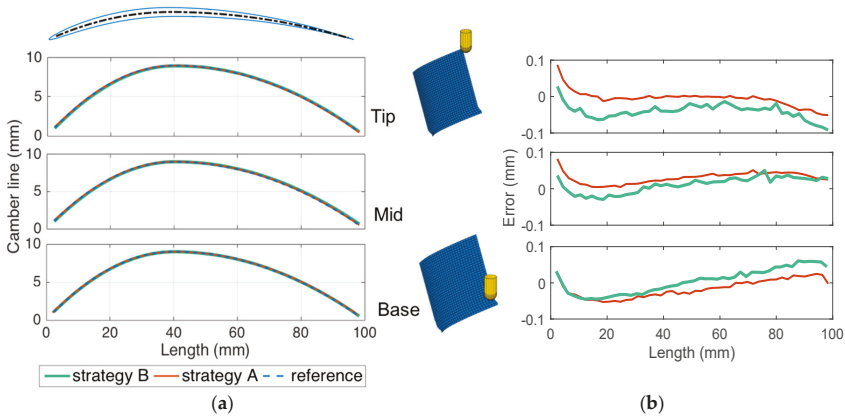 10
5
0
Tip
10
5
0
Mid
10
5
0
Base
Camber line (mm)
0 20 40 60 80 100
Length (mm)
strategy B strategy A reference
(a)
0.1
0
-0.1
0.1
0
-0.1
0.1
0
-0.1
Error (mm)
0 20 40 60 80 100
Length (mm)
(b)